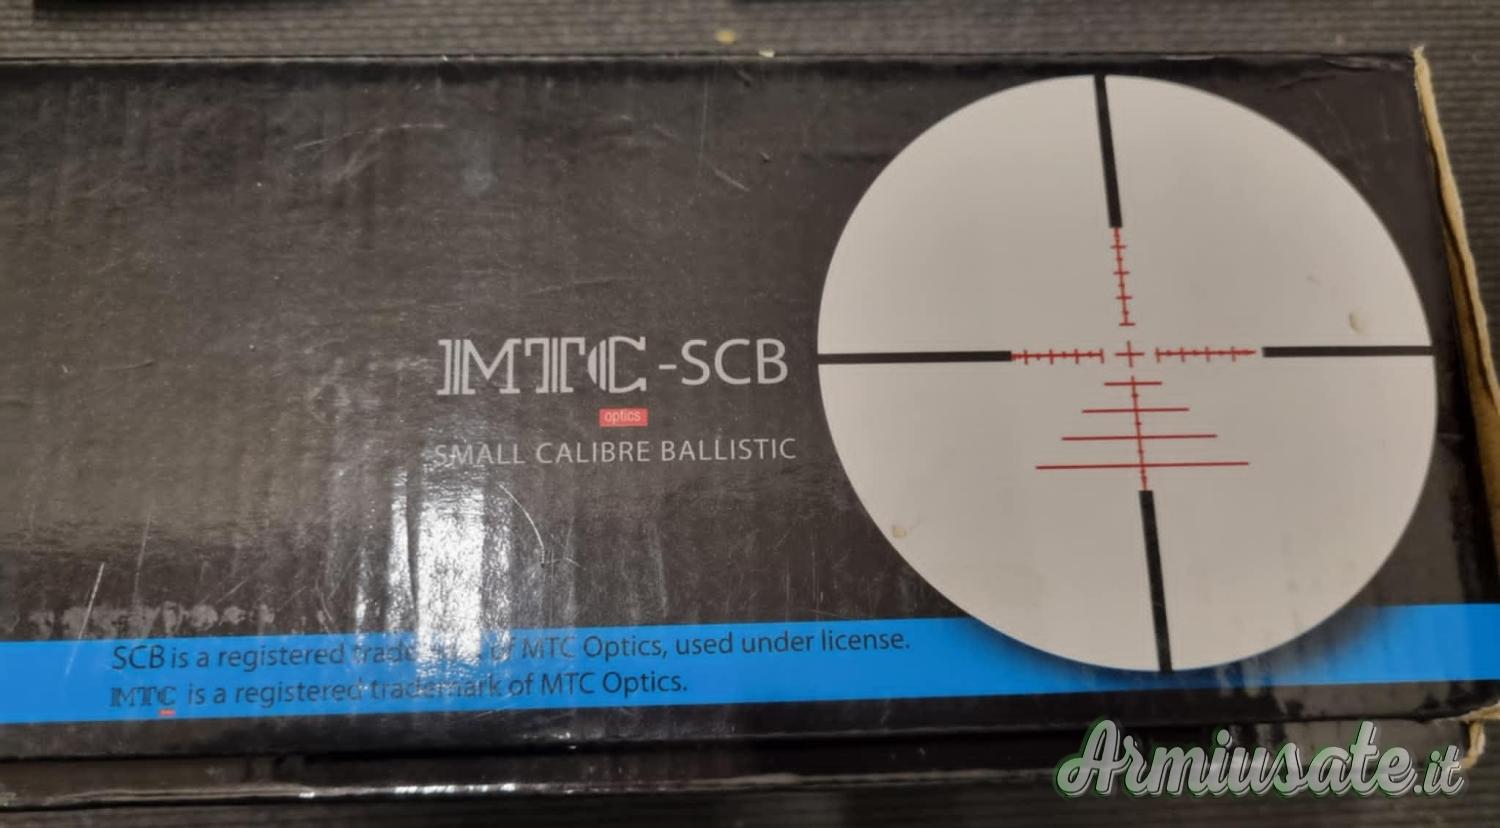 MTC-SCB
optics
SMALL CALIBRE BALLISTIC
SCB is a registered trademark of MTC Optics, used under license.
MTC is a registered trademark of MTC Optics.
Armiusate.it